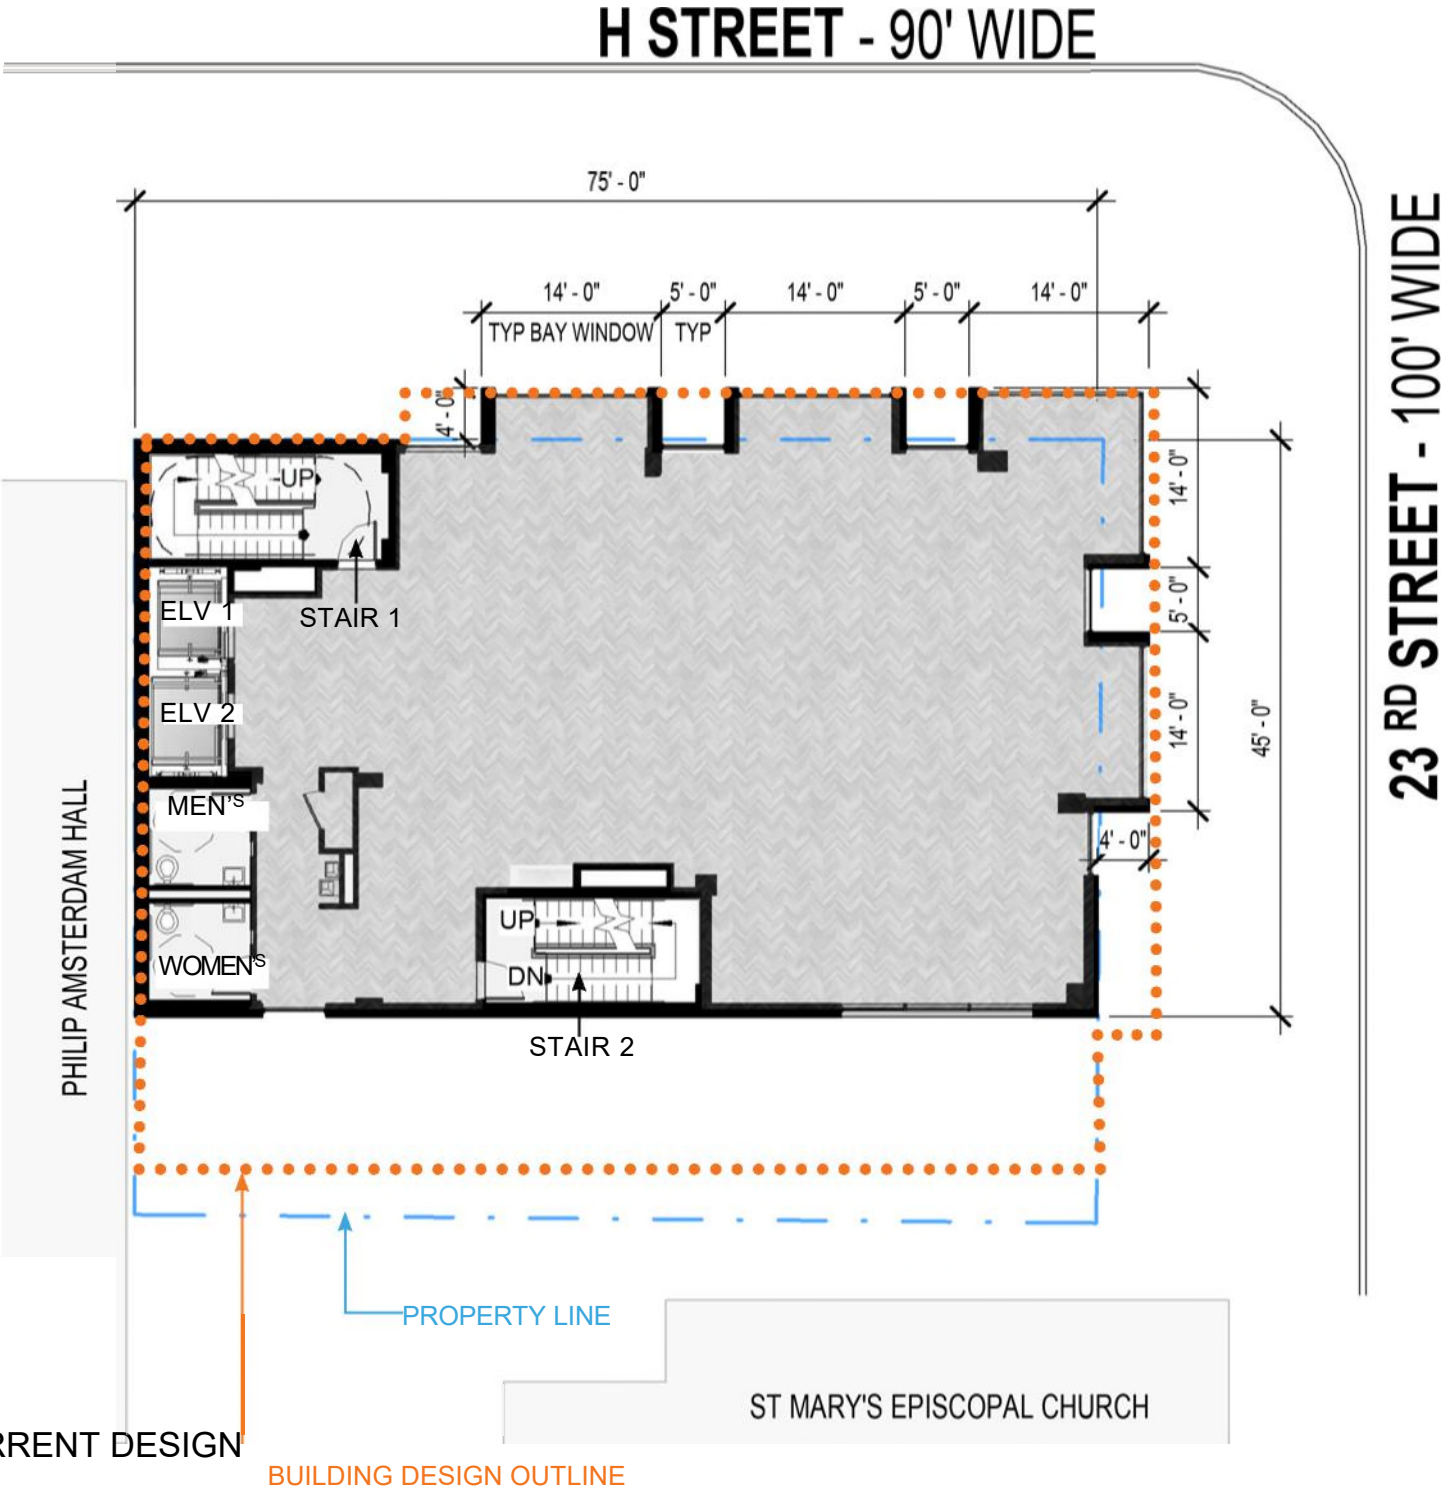 H STREET - 90' WIDE
75' - 0"
14' - 0" 5' - 0" 14' - 0" 5' - 0" 14' - 0"
TYP BAY WINDOW TYP
4' - 0"
UP
14' - 0"
ELV 1
STAIR 1
5' - 0"
ELV 2
14' - 0"
45' - 0"
23 RD STREET - 100' WIDE
MEN'S
4' - 0"
PHILIP AMSTERDAM HALL
UP
WOMEN'S
DN
STAIR 2
PROPERTY LINE
ST MARY'S EPISCOPAL CHURCH
RRENT DESIGN
BUILDING DESIGN OUTLINE